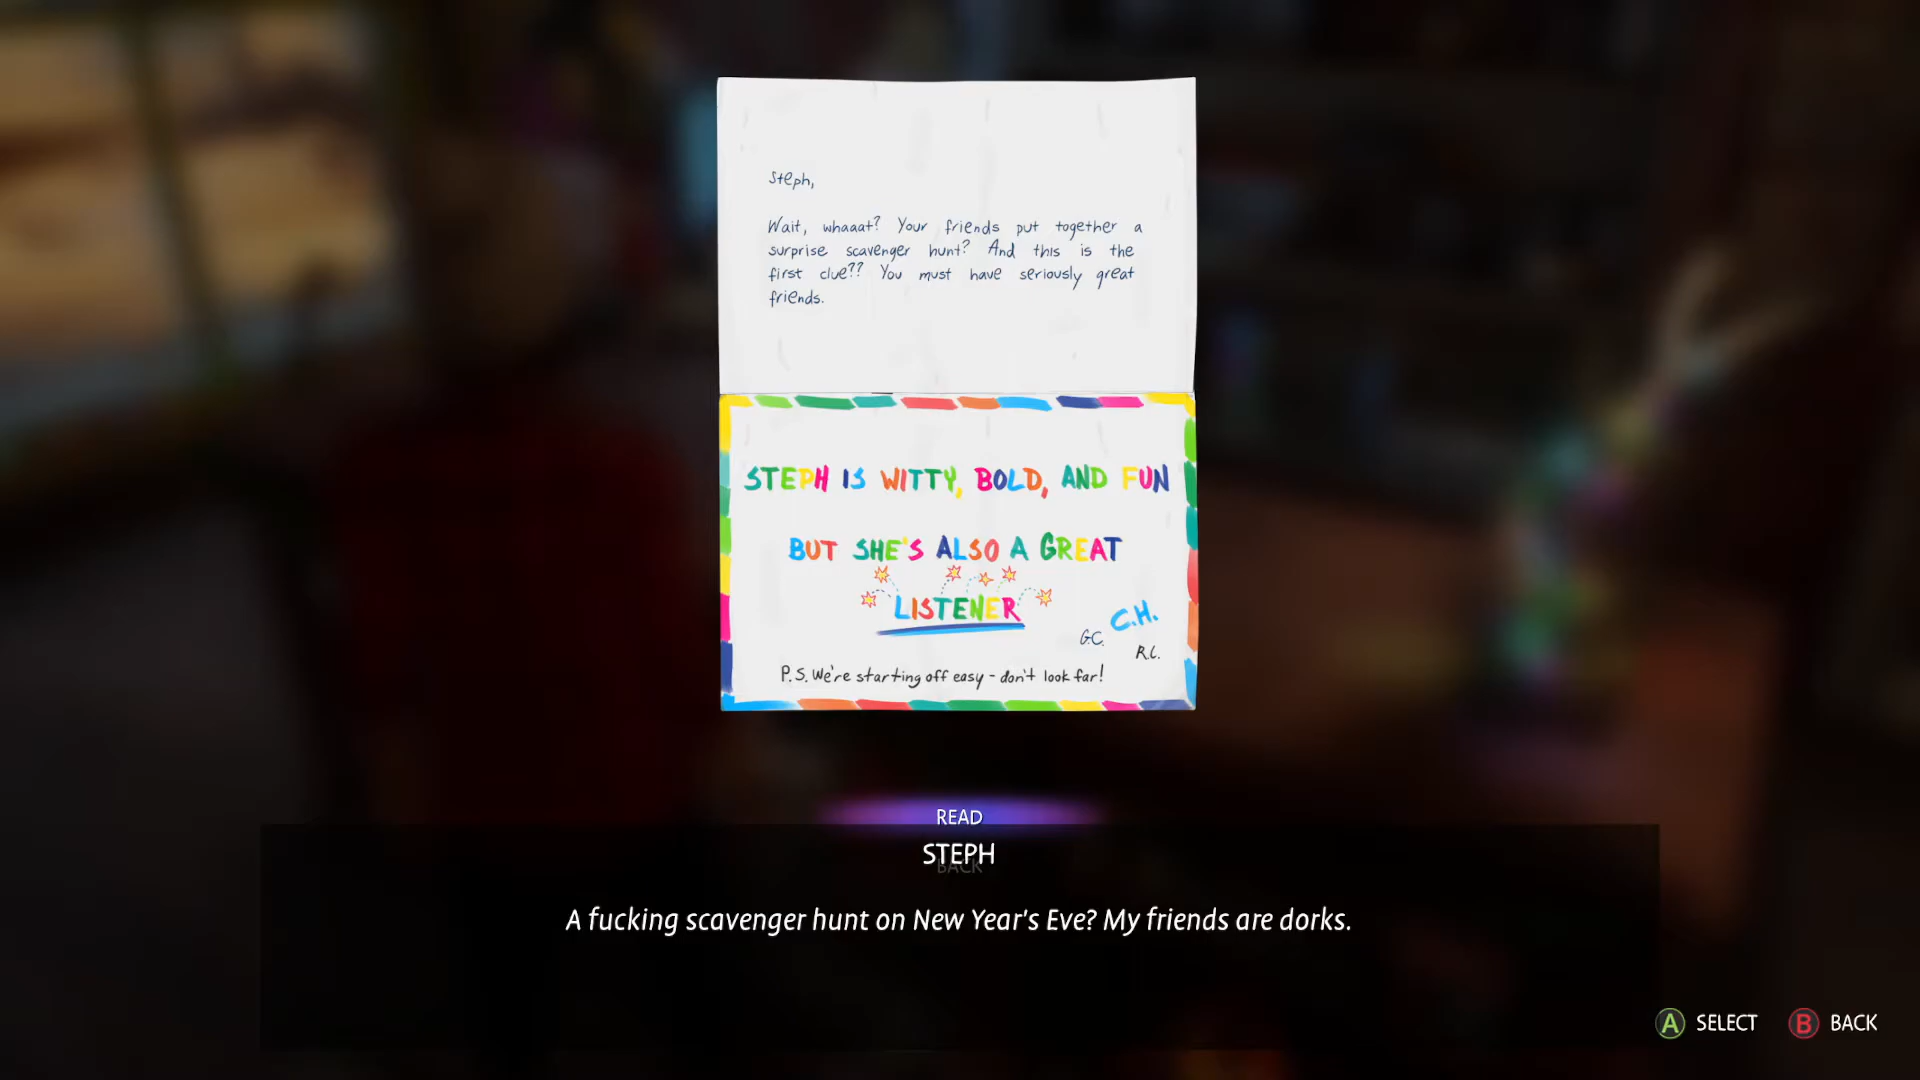 Steph,
Wait, whaaat? Your friends put together a
surprise scavenger hunt? And this is the
first clue?? You must have seriously great
friends.
STEPH IS WITTY, BOLD, AND FUN
BUT SHE'S ALSO A GREAT
LISTENER
C.H.
G.C.
R.C.
P.S. We're starting off easy - don't look far!
READ
STEPH
BACK
A fucking scavenger hunt on New Year's Eve? My friends are dorks.
A SELECT B BACK